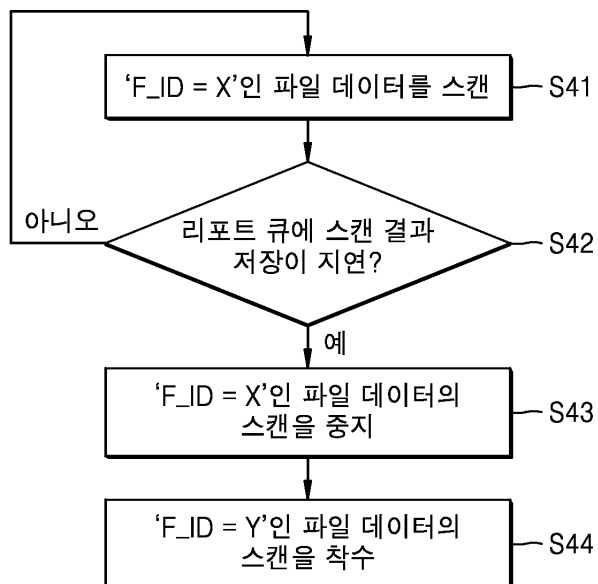 ‘F_ID = X’인 파일 데이터를 스캔
S41
아니오
리포트 큐에 스캔 결과
저장이 지연?
S42
예
‘F_ID = X’인 파일 데이터의
스캔을 중지
S43
‘F_ID = Y’인 파일 데이터의
스캔을 착수
S44